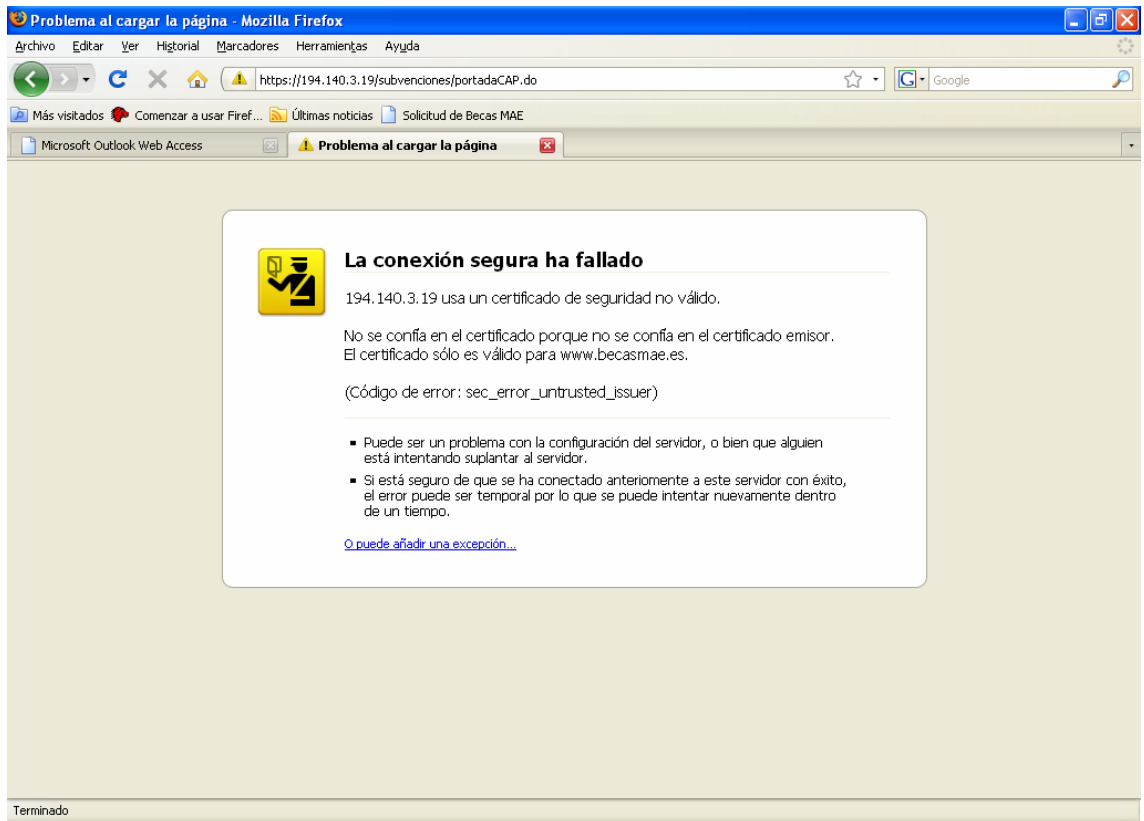 Problema al cargar la página - Mozilla Firefox
Archivo Editar Ver Historial Marcadores Herramientas Ayuda
https://194.140.3.19/subvenciones/portadaCAP.do
G Google
Más visitados Comenzar a usar Firef... Últimas noticias Solicitud de Becas MAE
Microsoft Outlook Web Access Problema al cargar la página
La conexión segura ha fallado
194.140.3.19 usa un certificado de seguridad no válido.
No se confía en el certificado porque no se confía en el certificado emisor.
El certificado sólo es válido para www.becasmae.es.
(Código de error: sec_error_untrusted_issuer)
Puede ser un problema con la configuración del servidor, o bien que alguien
está intentando suplantar al servidor.
Si está seguro de que se ha conectado anteriomente a este servidor con éxito,
el error puede ser temporal por lo que se puede intentar nuevamente dentro
de un tiempo.
O puede añadir una excepción...
Terminado